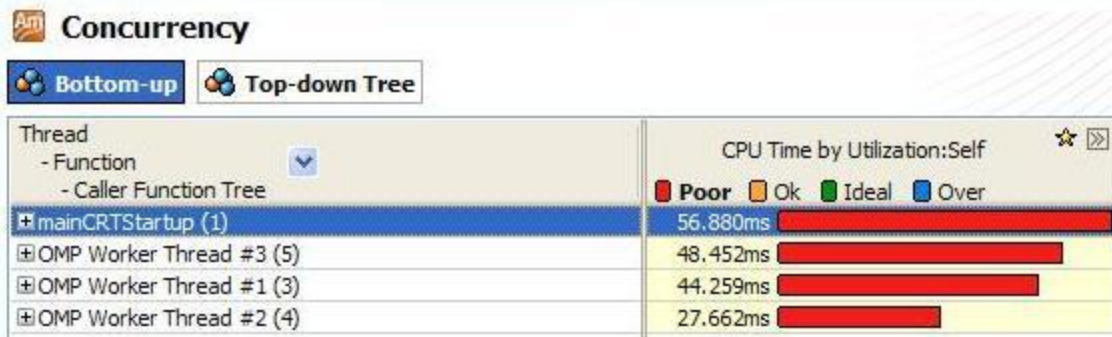 Am Concurrency
Bottom-up Top-down Tree
Thread
- Function
- Caller Function Tree
CPU Time by Utilization:Self
Poor Ok Ideal Over
mainCRTStartup (1) 56.880ms
OMP Worker Thread #3 (5) 48.452ms
OMP Worker Thread #1 (3) 44.259ms
OMP Worker Thread #2 (4) 27.662ms